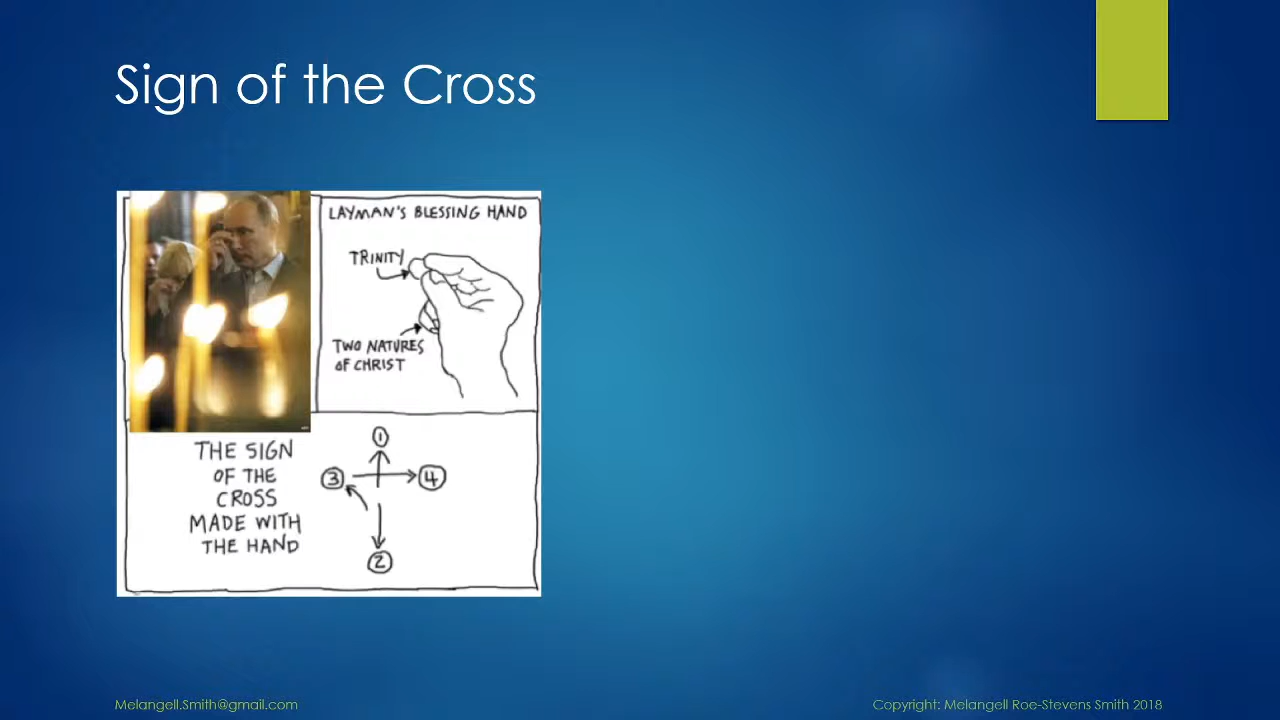 Sign of the Cross
LAYMAN'S BLESSING HAND
TRINITY
TWO NATURES
OF CHRIST
THE SIGN
OF THE
CROSS
MADE WITH
THE HAND
1
3
4
2
Melangell.Smith@gmail.com
Copyright: Melangell Roe-Stevens Smith 2018